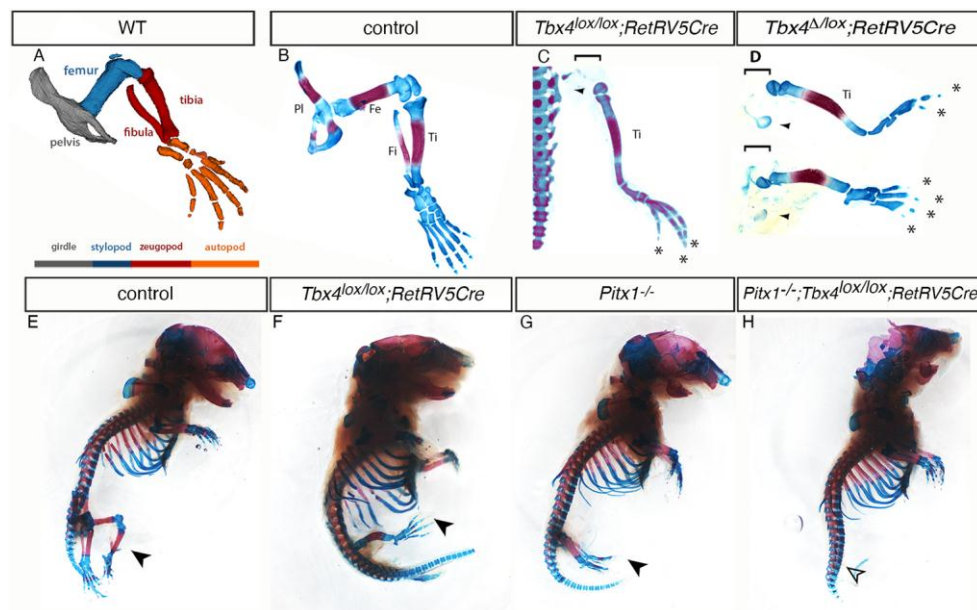 WT
control
Tbx4lox/lox;RetRV5Cre
Tbx4Δ/lox;RetRV5Cre
A
femur
tibia
fibula
pelvis
girdle stylopod zeugopod autopod
B
Pl
Fe
Fi
Ti
C
Ti
*
*
*
D
Ti
*
*
*
*
*
*
control
Tbx4lox/lox;RetRV5Cre
Pitx1-/-
Pitx1-/-;Tbx4lox/lox;RetRV5Cre
E
F
G
H